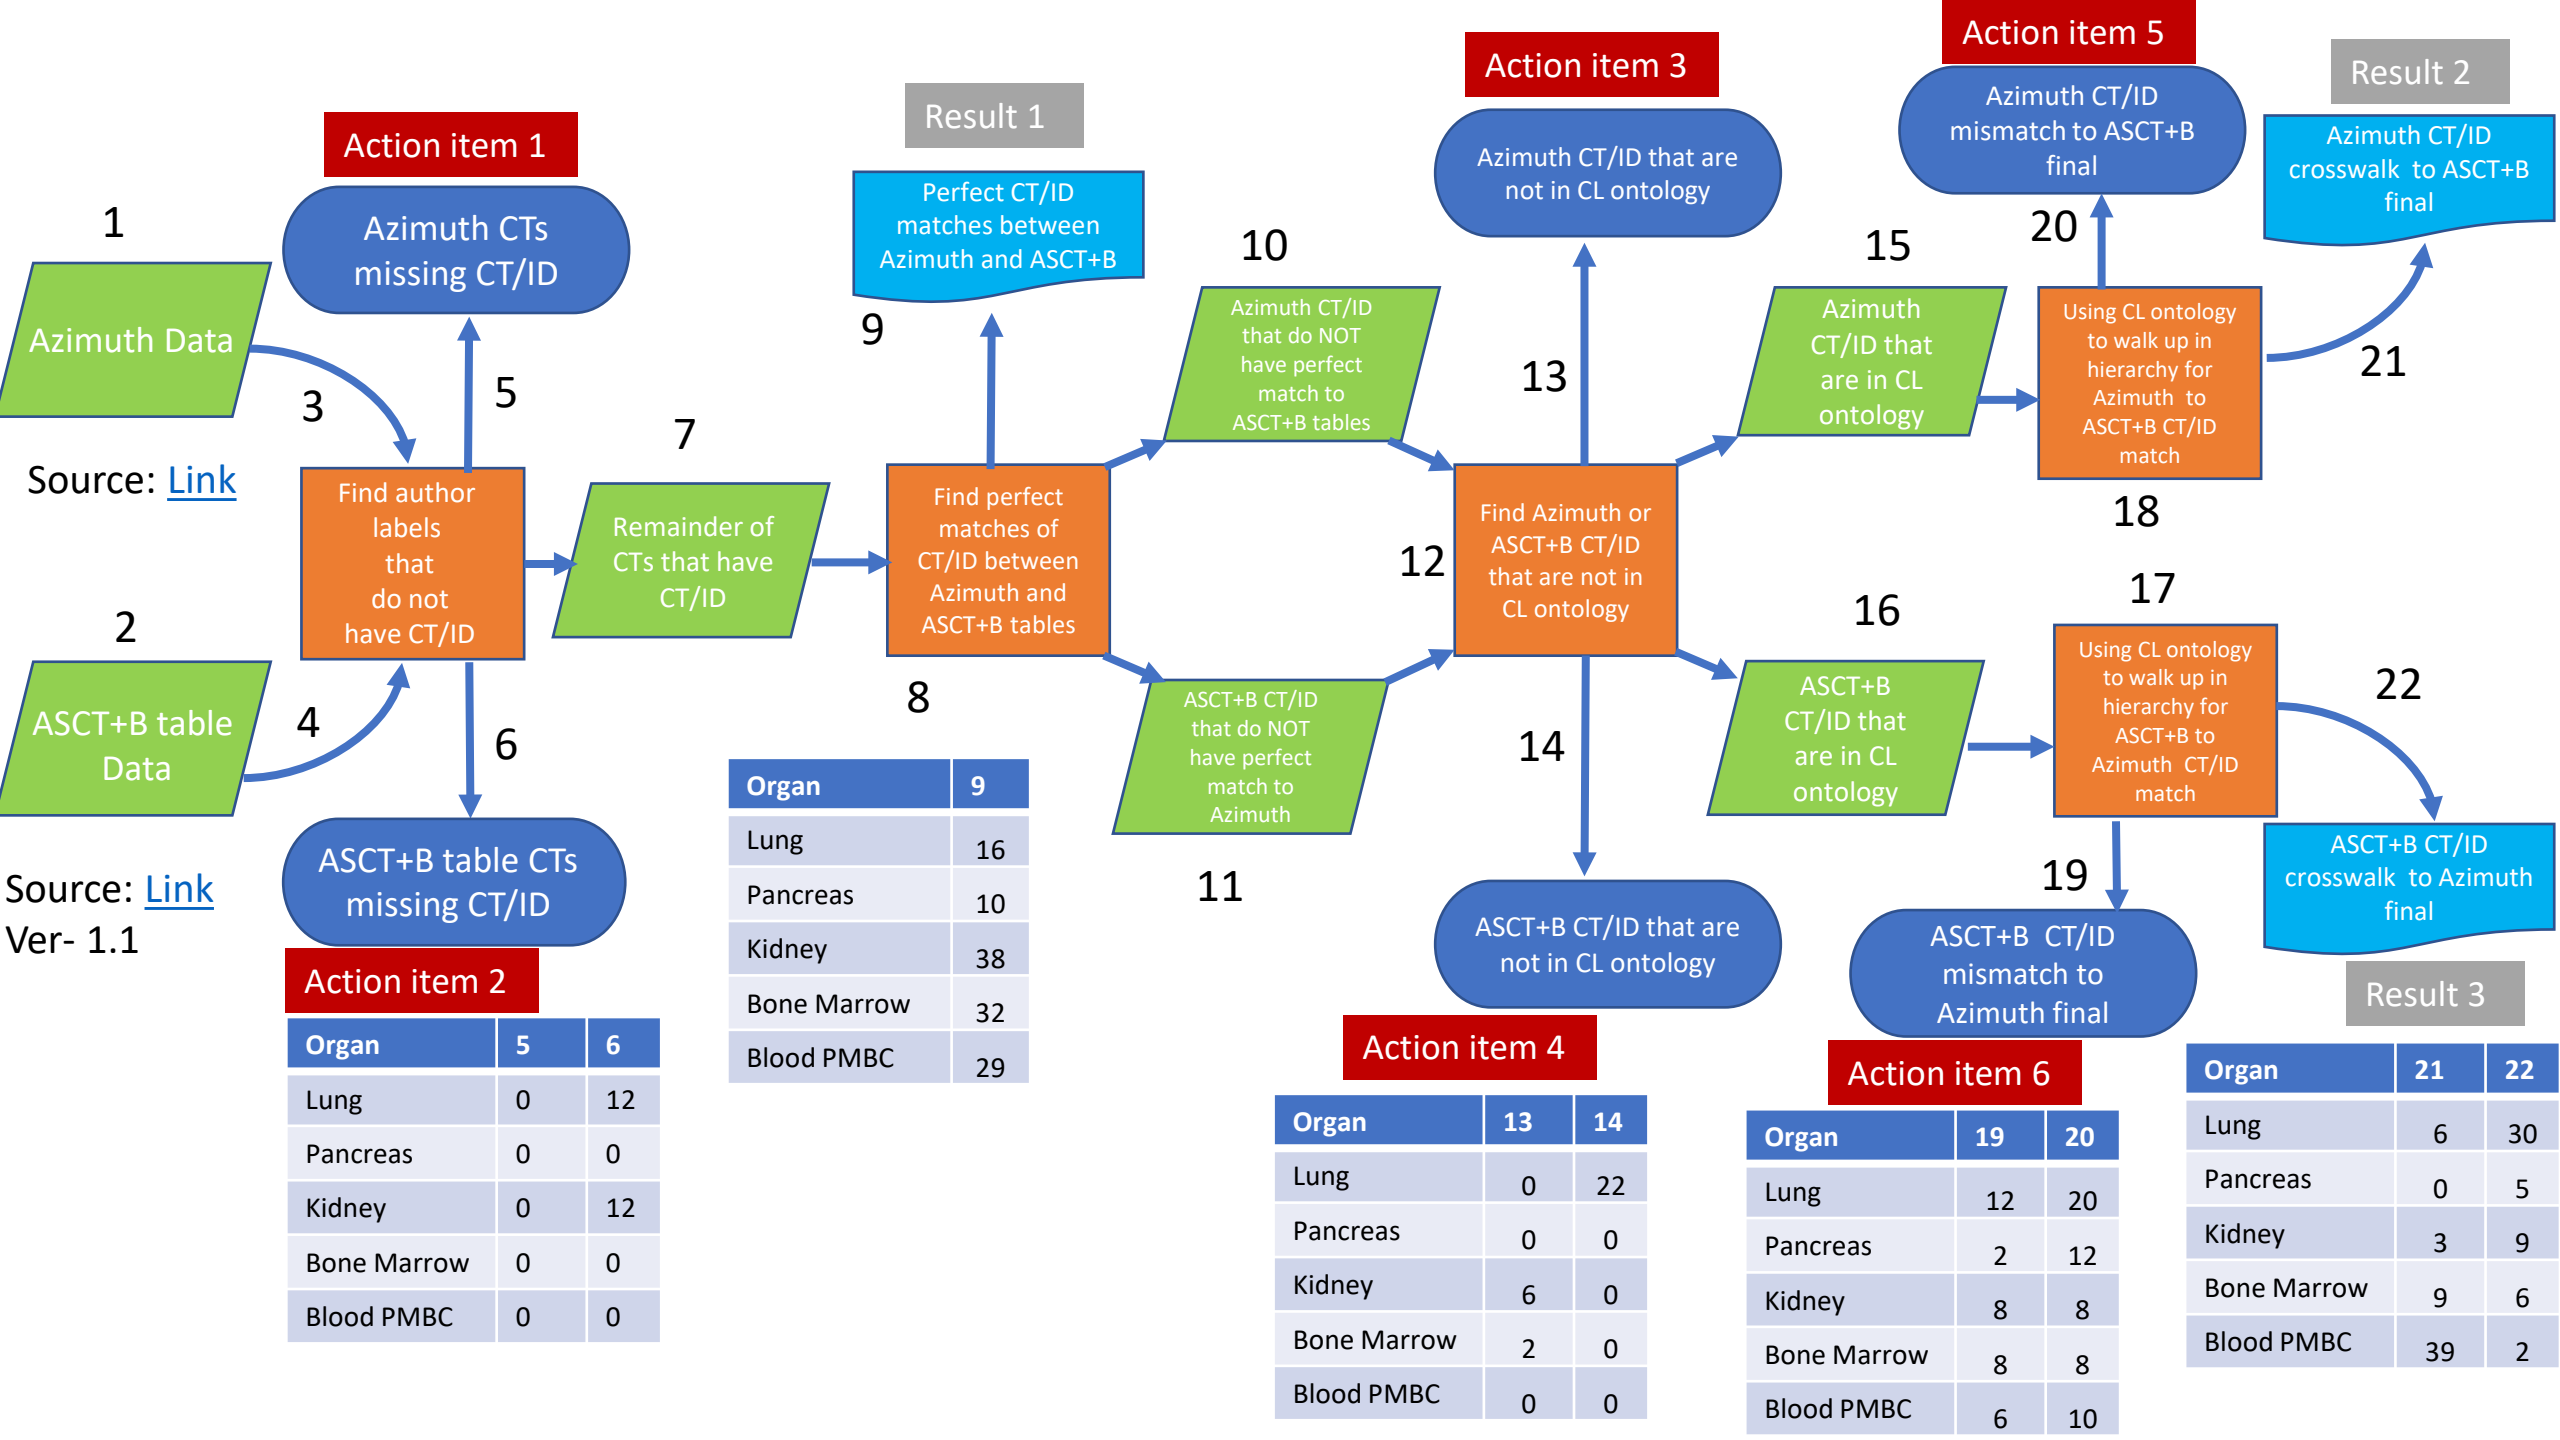 1
Azimuth Data
3
Source: Link
2
ASCT+B table
Data
4
Source: Link
Ver- 1.1
Action item 1
Azimuth CTs
missing CT/ID
5
Find author
labels
that
do not
have CT/ID
6
ASCT+B table CTs
missing CT/ID
Action item 2
Organ 5 6
Lung 0 12
Pancreas 0 0
Kidney 0 12
Bone Marrow 0 0
Blood PMBC 0 0
7
Remainder of
CTs that have
CT/ID
Result 1
Perfect CT/ID
matches between
Azimuth and ASCT+B
9
Find perfect
matches of
CT/ID between
Azimuth and
ASCT+B tables
8
Organ 9
Lung 16
Pancreas 10
Kidney 38
Bone Marrow 32
Blood PMBC 29
10
Azimuth CT/ID
that do NOT
have perfect
match to
ASCT+B tables
ASCT+B CT/ID
that do NOT
have perfect
match to
Azimuth
11
Action item 3
Azimuth CT/ID that are
not in CL ontology
13
12
Find Azimuth or
ASCT+B CT/ID
that are not in
CL ontology
14
ASCT+B CT/ID that are
not in CL ontology
Action item 4
Organ 13 14
Lung 0 22
Pancreas 0 0
Kidney 6 0
Bone Marrow 2 0
Blood PMBC 0 0
15
Azimuth
CT/ID that
are in CL
ontology
16
ASCT+B
CT/ID that
are in CL
ontology
Action item 5
Azimuth CT/ID
mismatch to ASCT+B
final
20
Using CL ontology
to walk up in
hierarchy for
Azimuth to
ASCT+B CT/ID
match
18
17
Using CL ontology
to walk up in
hierarchy for
ASCT+B to
Azimuth CT/ID
match
19
ASCT+B CT/ID
mismatch to
Azimuth final
Action item 6
Organ 19 20
Lung 12 20
Pancreas 2 12
Kidney 8 8
Bone Marrow 8 8
Blood PMBC 6 10
Result 2
Azimuth CT/ID
crosswalk to ASCT+B
final
21
22
ASCT+B CT/ID
crosswalk to Azimuth
final
Result 3
Organ 21 22
Lung 6 30
Pancreas 0 5
Kidney 3 9
Bone Marrow 9 6
Blood PMBC 39 2